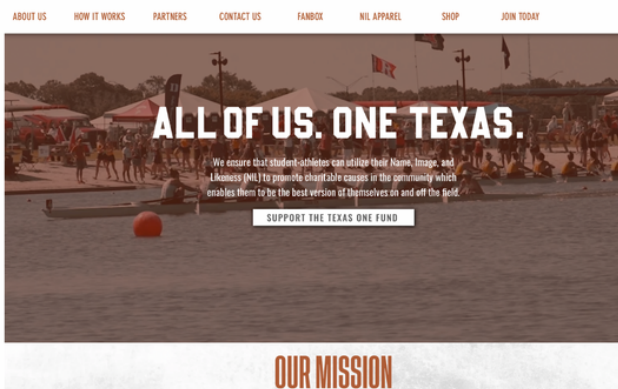 ABOUT US HOW IT WORKS PARTNERS CONTACT US FANBOX NIL APPAREL SHOP JOIN TODAY
ALL OF US. ONE TEXAS.
We ensure that student-athletes can utilize their Name, Image, and
Likeness (NIL) to promote charitable causes in the community which
enables them to be the best version of themselves on and off the field.
SUPPORT THE TEXAS ONE FUND
OUR MISSION